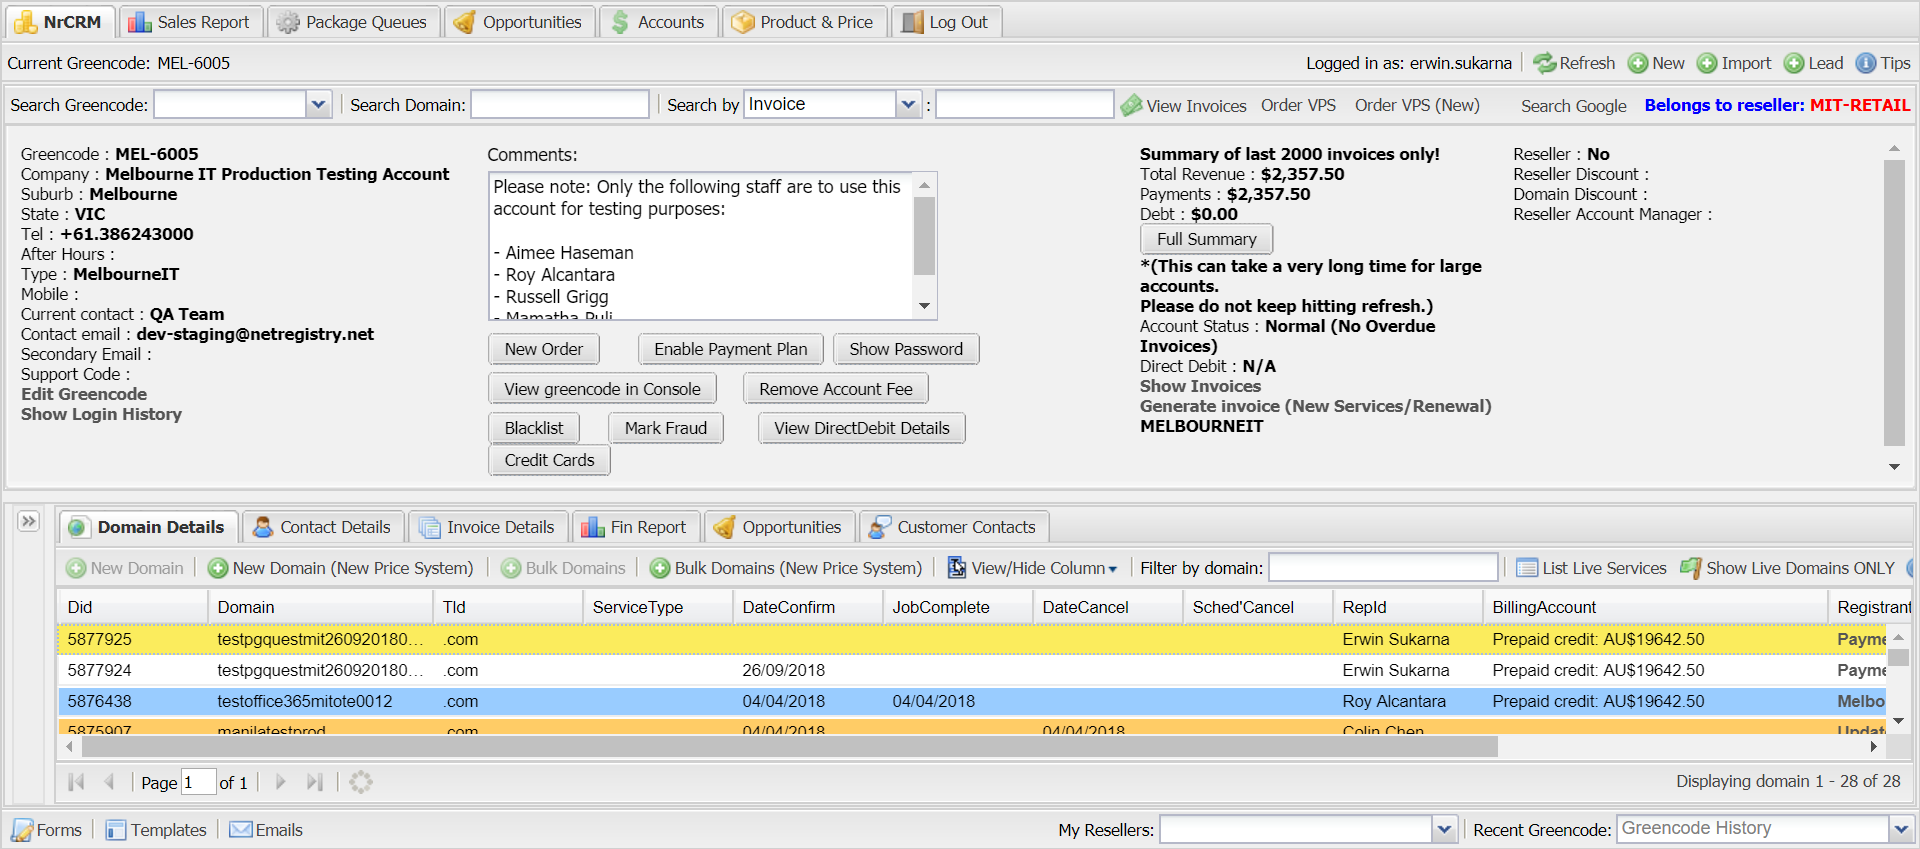 NrCRM Sales Report Package Queues Opportunities Accounts Product & Price Log Out
Current Greencode: MEL-6005 Logged in as: erwin.sukarna Refresh New Import Lead Tips
Search Greencode: Search Domain: Search by Invoice : View Invoices Order VPS Order VPS (New) Search Google Belongs to reseller: MIT-RETAIL
Greencode : MEL-6005
Company : Melbourne IT Production Testing Account
Suburb : Melbourne
State : VIC
Tel : +61.386243000
After Hours :
Type : MelbourneIT
Mobile :
Current contact : QA Team
Contact email : dev-staging@netregistry.net
Secondary Email :
Support Code :
Edit Greencode
Show Login History
Comments:
Please note: Only the following staff are to use this
account for testing purposes:
- Aimee Haseman
- Roy Alcantara
- Russell Grigg
- Mamatha Puli
New Order Enable Payment Plan Show Password
View greencode in Console Remove Account Fee
Blacklist Mark Fraud View DirectDebit Details
Credit Cards
Summary of last 2000 invoices only!
Total Revenue : $2,357.50
Payments : $2,357.50
Debt : $0.00
Full Summary
*(This can take a very long time for large
accounts.
Please do not keep hitting refresh.)
Account Status : Normal (No Overdue
Invoices)
Direct Debit : N/A
Show Invoices
Generate invoice (New Services/Renewal)
MELBOURNEIT
Reseller : No
Reseller Discount :
Domain Discount :
Reseller Account Manager :
Domain Details Contact Details Invoice Details Fin Report Opportunities Customer Contacts
New Domain New Domain (New Price System) Bulk Domains Bulk Domains (New Price System) View/Hide Column Filter by domain: List Live Services Show Live Domains ONLY
Did Domain Tld ServiceType DateConfirm JobComplete DateCancel Sched'Cancel RepId BillingAccount Registrant
5877925 testpgquestmit260920180... .com Erwin Sukarna Prepaid credit: AU$19642.50 Payme
5877924 testpgquestmit260920180... .com 26/09/2018 Erwin Sukarna Prepaid credit: AU$19642.50 Payme
5876438 testoffice365mitote0012 .com 04/04/2018 04/04/2018 Roy Alcantara Prepaid credit: AU$19642.50 Melbo
5875907 manilatestprod .com 04/04/2018 04/04/2018 Colin Chen Updat
Page 1 of 1 Displaying domain 1 - 28 of 28
Forms Templates Emails My Resellers: Recent Greencode: Greencode History